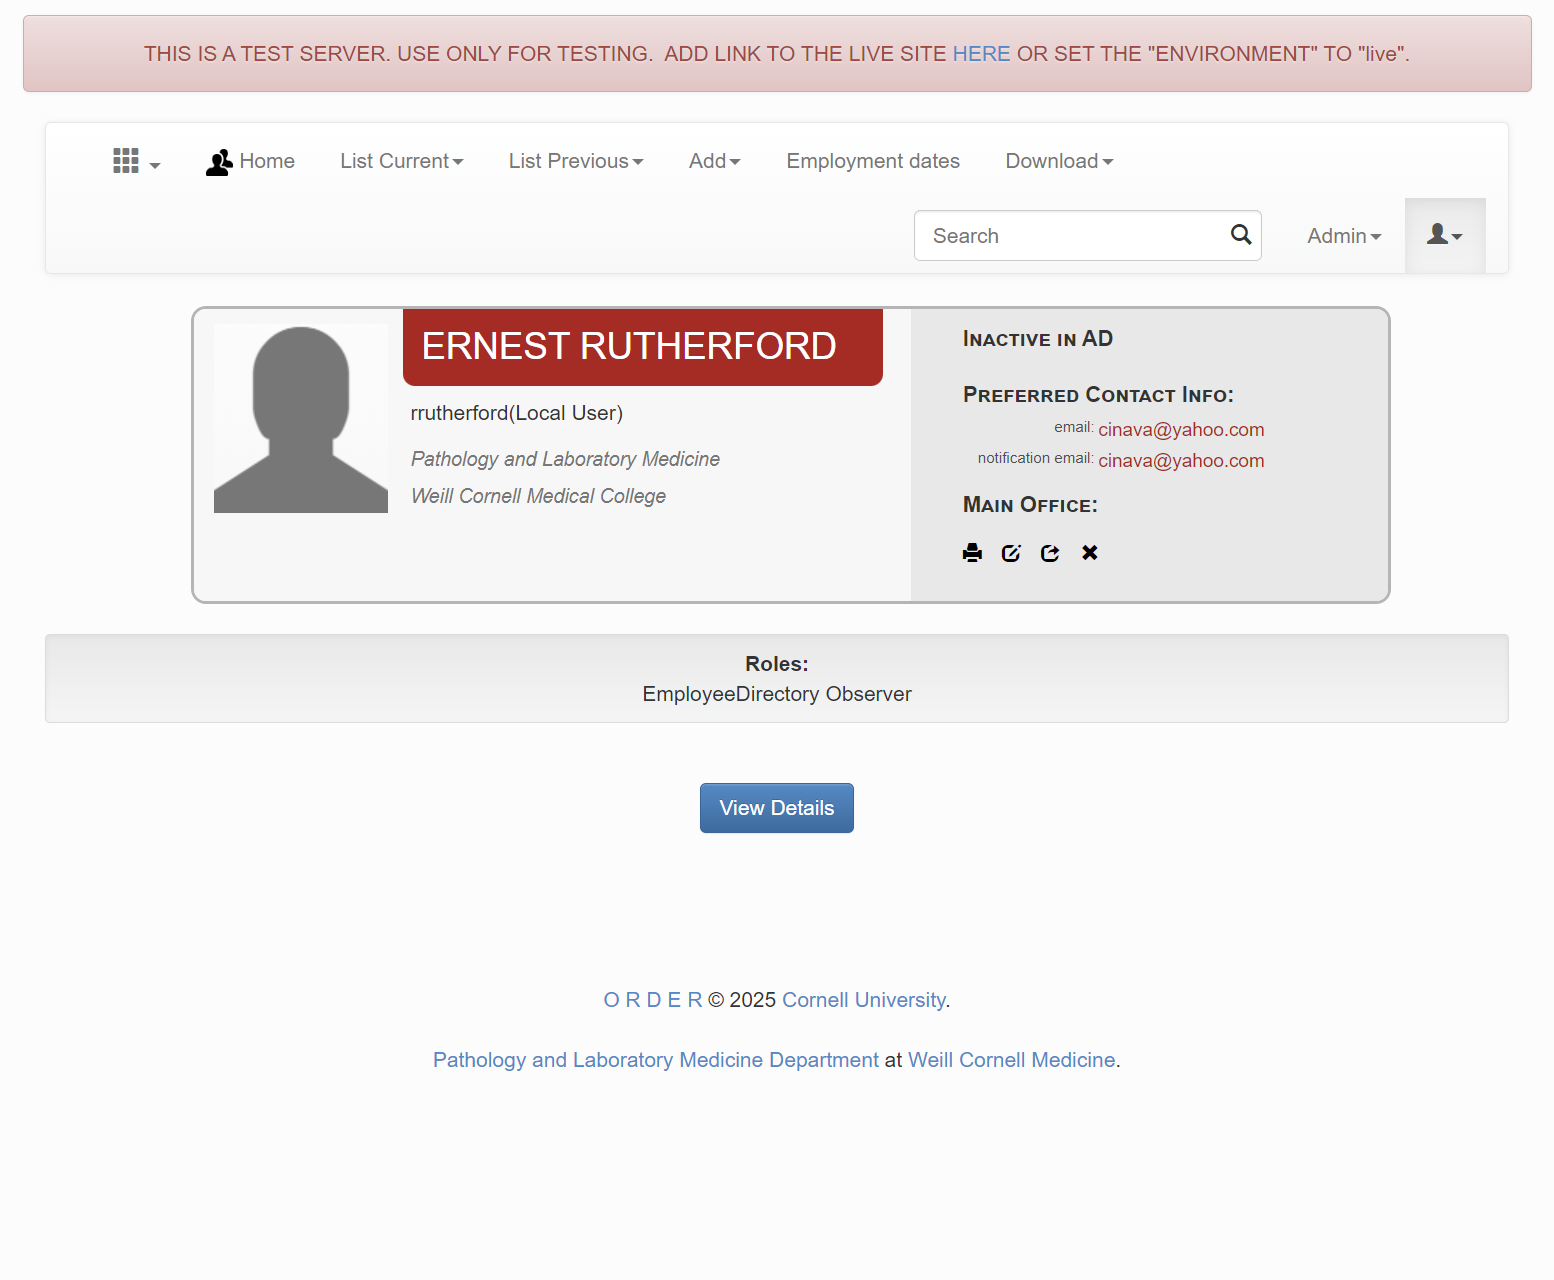 THIS IS A TEST SERVER. USE ONLY FOR TESTING.  ADD LINK TO THE LIVE SITE HERE OR SET THE "ENVIRONMENT" TO "live".
Home List Current List Previous Add Employment dates Download
Search Admin
ERNEST RUTHERFORD
rrutherford(Local User)
Pathology and Laboratory Medicine
Weill Cornell Medical College
Inactive in AD
Preferred Contact Info:
email: cinava@yahoo.com
notification email: cinava@yahoo.com
Main Office:
Roles:
EmployeeDirectory Observer
View Details
O R D E R © 2025 Cornell University.
Pathology and Laboratory Medicine Department at Weill Cornell Medicine.